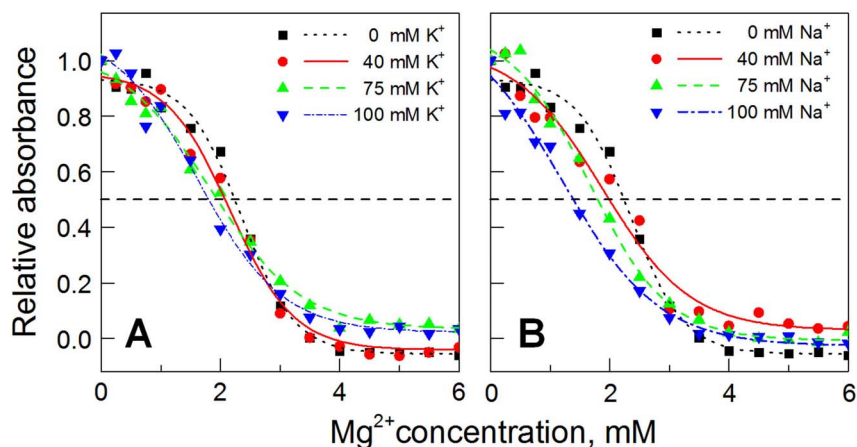 0 mM K⁺
40 mM K⁺
75 mM K⁺
100 mM K⁺
0 mM Na⁺
40 mM Na⁺
75 mM Na⁺
100 mM Na⁺
1.0
0.8
0.6
0.4
0.2
0.0
Relative absorbance
A
B
0 2 4 6
0 2 4 6
Mg²⁺concentration, mM